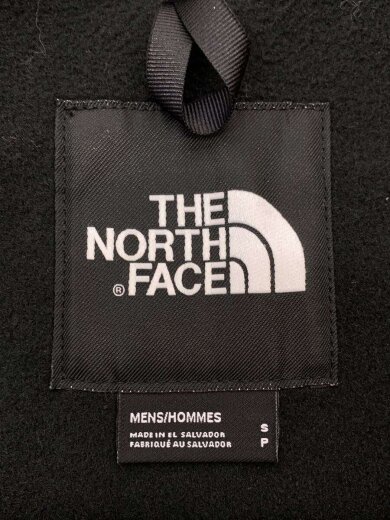 THE
NORTH
® FACE
MENS/HOMMES
MADE IN EL SALVADOR
FABRIQUÉ AU SALVADOR
S
P